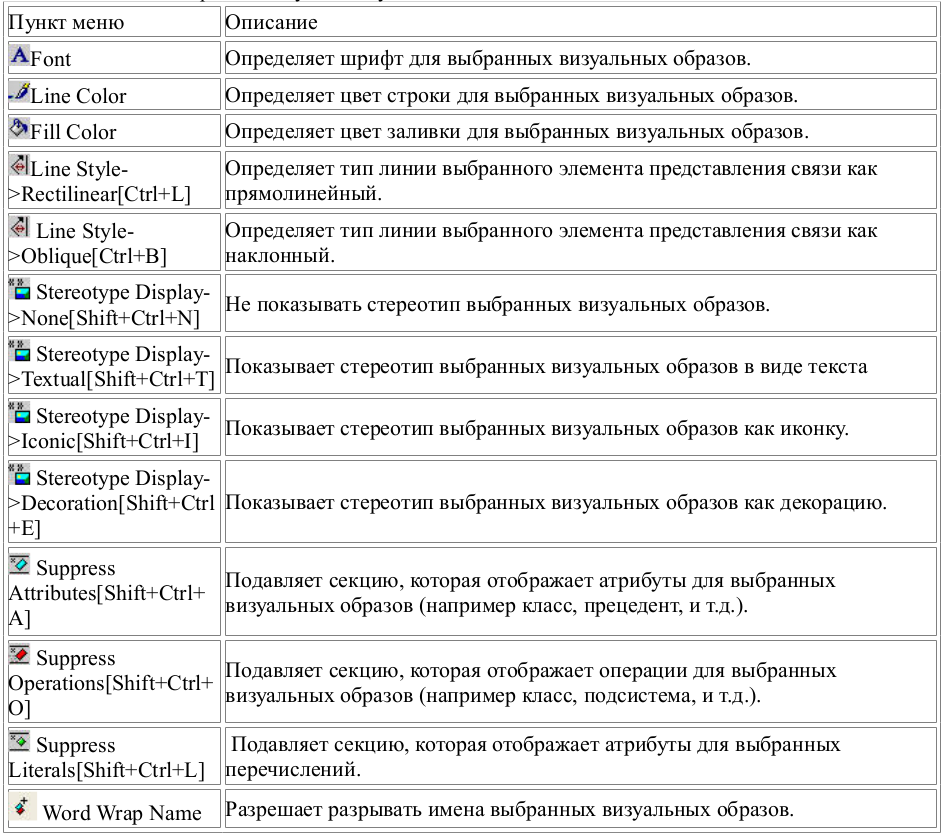 Пункт меню
Описание
Font
Определяет шрифт для выбранных визуальных образов.
Line Color
Определяет цвет строки для выбранных визуальных образов.
Fill Color
Определяет цвет заливки для выбранных визуальных образов.
Line Style-
>Rectilinear[Ctrl+L]
Определяет тип линии выбранного элемента представления связи как
прямолинейный.
Line Style-
>Oblique[Ctrl+B]
Определяет тип линии выбранного элемента представления связи как
наклонный.
Stereotype Display-
>None[Shift+Ctrl+N]
Не показывать стереотип выбранных визуальных образов.
Stereotype Display-
>Textual[Shift+Ctrl+T]
Показывает стереотип выбранных визуальных образов в виде текста
Stereotype Display-
>Iconic[Shift+Ctrl+I]
Показывает стереотип выбранных визуальных образов как иконку.
Stereotype Display-
>Decoration[Shift+Ctrl
+E]
Показывает стереотип выбранных визуальных образов как декорацию.
Suppress
Attributes[Shift+Ctrl+
A]
Подавляет секцию, которая отображает атрибуты для выбранных
визуальных образов (например класс, прецедент, и т.д.).
Suppress
Operations[Shift+Ctrl+
O]
Подавляет секцию, которая отображает операции для выбранных
визуальных образов (например класс, подсистема, и т.д.).
Suppress
Literals[Shift+Ctrl+L]
Подавляет секцию, которая отображает атрибуты для выбранных
перечислений.
Word Wrap Name
Разрешает разрывать имена выбранных визуальных образов.